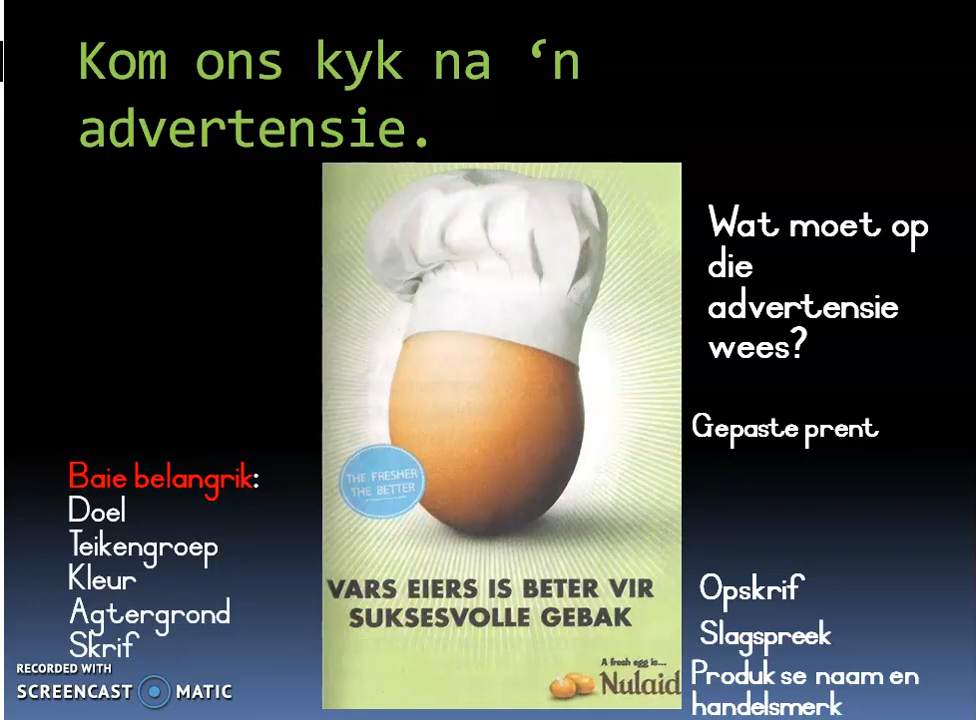 Kom ons kyk na ‘n
advertensie.
Wat moet op
die
advertensie
wees?
Gepaste prent
Baie belangrik:
Doel
Teikengroep
Kleur
Agtergrond
Skrif
THE FRESHER
THE BETTER
VARS EIERS IS BETER VIR
SUKSESVOLLE GEBAK
A fresh egg is...
Nulaid
Opskrif
Slagspreek
Produk se naam en
handelsmerk
RECORDED WITH
SCREENCAST MATIC